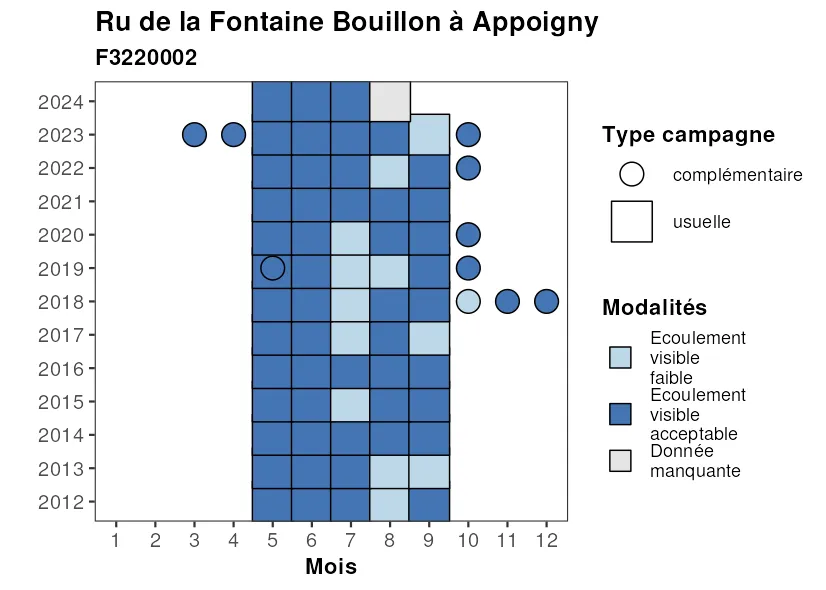 Ru de la Fontaine Bouillon à Appoigny
F3220002
2024
2023
2022
2021
2020
2019
2018
2017
2016
2015
2014
2013
2012
1 2 3 4 5 6 7 8 9 10 11 12
Mois
Type campagne
complémentaire
usuelle
Modalités
Ecoulement
visible
faible
Ecoulement
visible
acceptable
Donnée
manquante